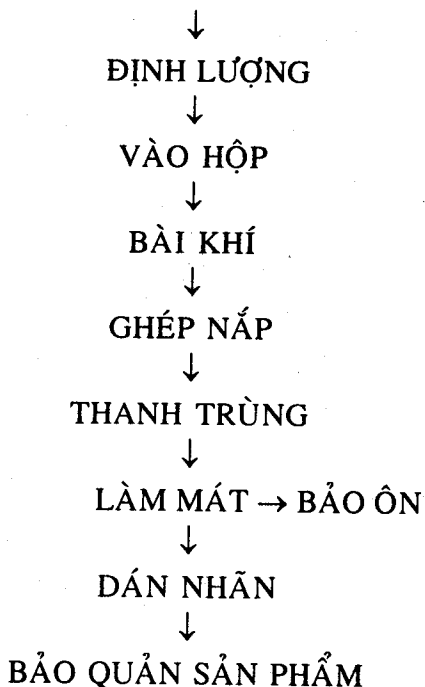 ↓
ĐỊNH LƯỢNG
↓
VÀO HỘP
↓
BÀI KHÍ
↓
GHÉP NẮP
↓
THANH TRÙNG
↓
LÀM MÁT → BẢO ÔN
↓
DÁN NHÃN
↓
BẢO QUẢN SẢN PHẨM